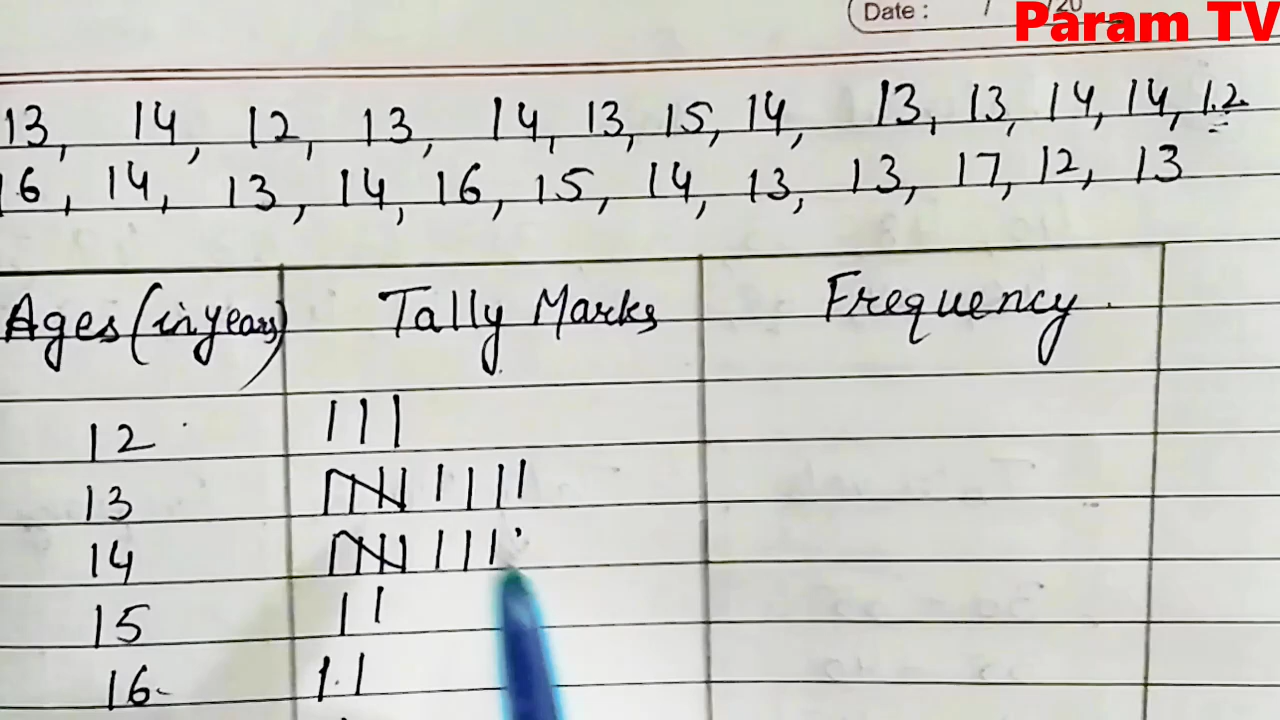 Date : / /20
Param TV
13, 14, 12, 13, 14, 13, 15, 14, 13, 13, 14, 14, 12
16, 14, 13, 14, 16, 15, 14, 13, 13, 17, 12, 13
Ages (in years) Tally Marks Frequency
12 |||
13 |||| ||||
14 |||| |||
15 ||
16 ||